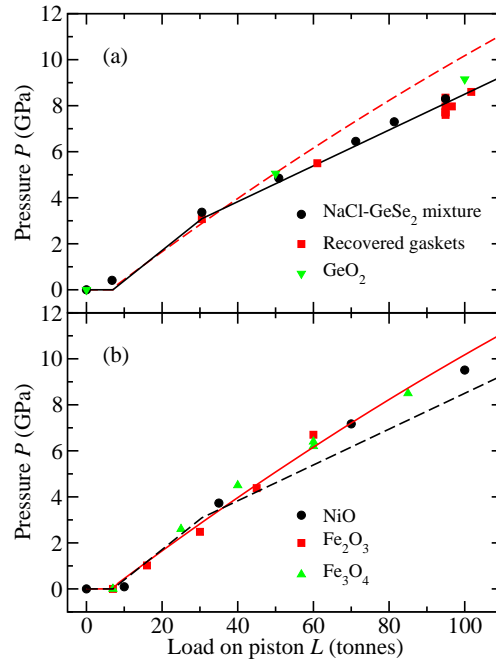 12
(a)
10
8
6
4
2
0
Pressure P (GPa)
NaCl-GeSe₂ mixture
Recovered gaskets
GeO₂
(b)
10
8
6
4
2
0
Pressure P (GPa)
NiO
Fe₂O₃
Fe₃O₄
0 20 40 60 80 100
Load on piston L (tonnes)